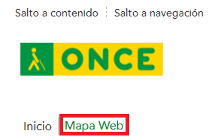 Salto a contenido Salto a navegación
ONCE
Inicio Mapa Web